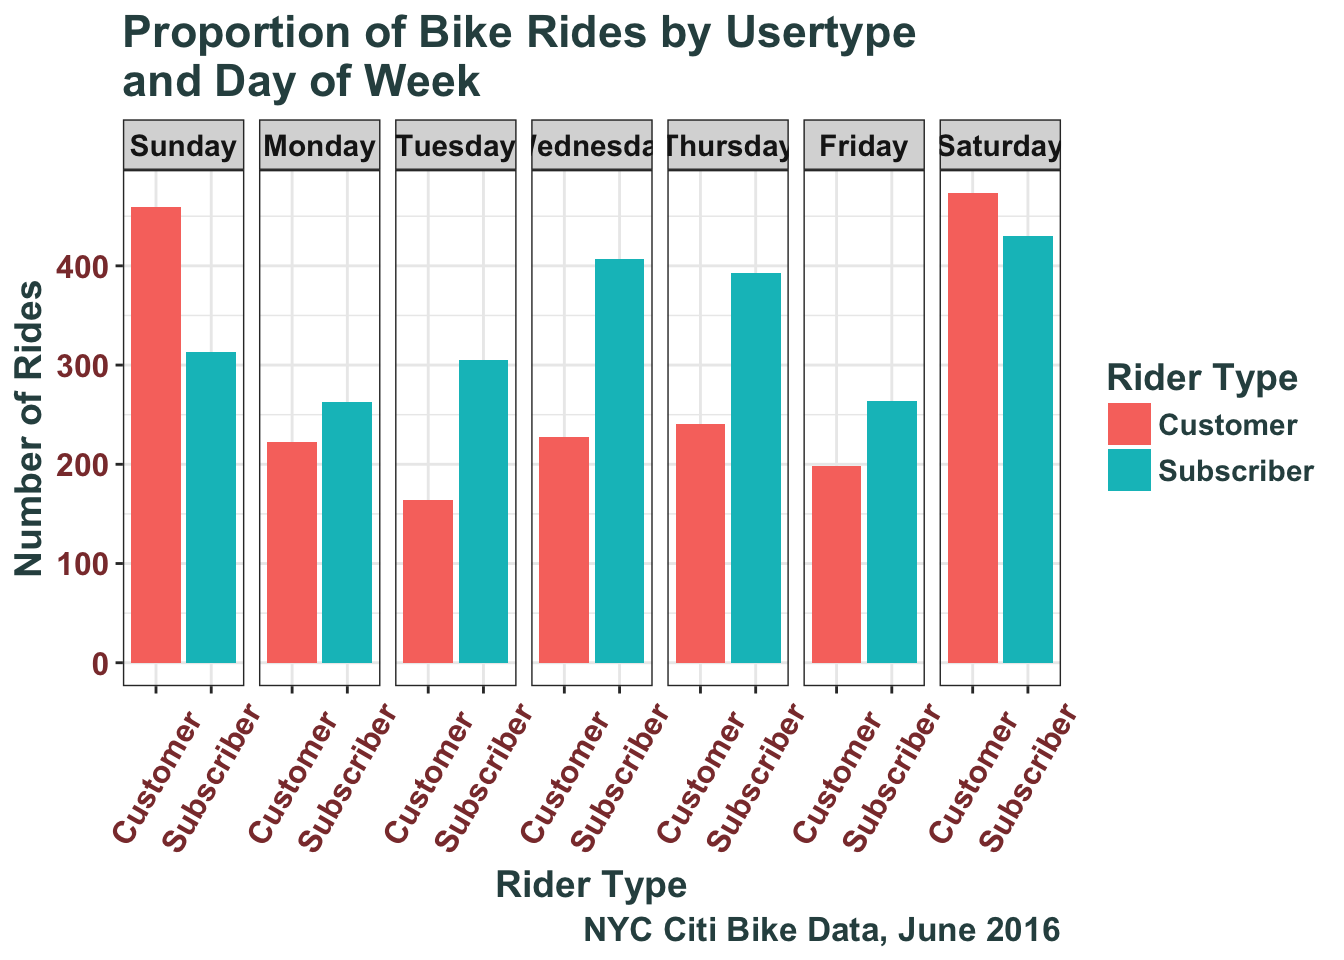 Proportion of Bike Rides by Usertype
and Day of Week
Sunday
Monday
Tuesday
ednesda
Thursday
Friday
Saturday
Number of Rides
400
300
200
100
0
Customer
Subscriber
Customer
Subscriber
Customer
Subscriber
Customer
Subscriber
Customer
Subscriber
Customer
Subscriber
Customer
Subscriber
Rider Type
NYC Citi Bike Data, June 2016
Rider Type
Customer
Subscriber